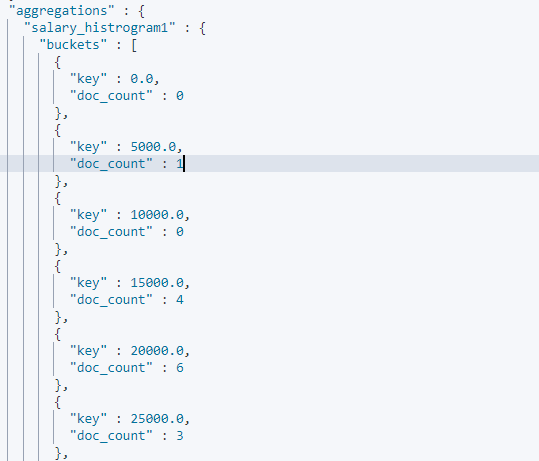 "aggregations" : {
"salary_histrogram1" : {
"buckets" : [
{
"key" : 0.0,
"doc_count" : 0
},
{
"key" : 5000.0,
"doc_count" : 1
},
{
"key" : 10000.0,
"doc_count" : 0
},
{
"key" : 15000.0,
"doc_count" : 4
},
{
"key" : 20000.0,
"doc_count" : 6
},
{
"key" : 25000.0,
"doc_count" : 3
},